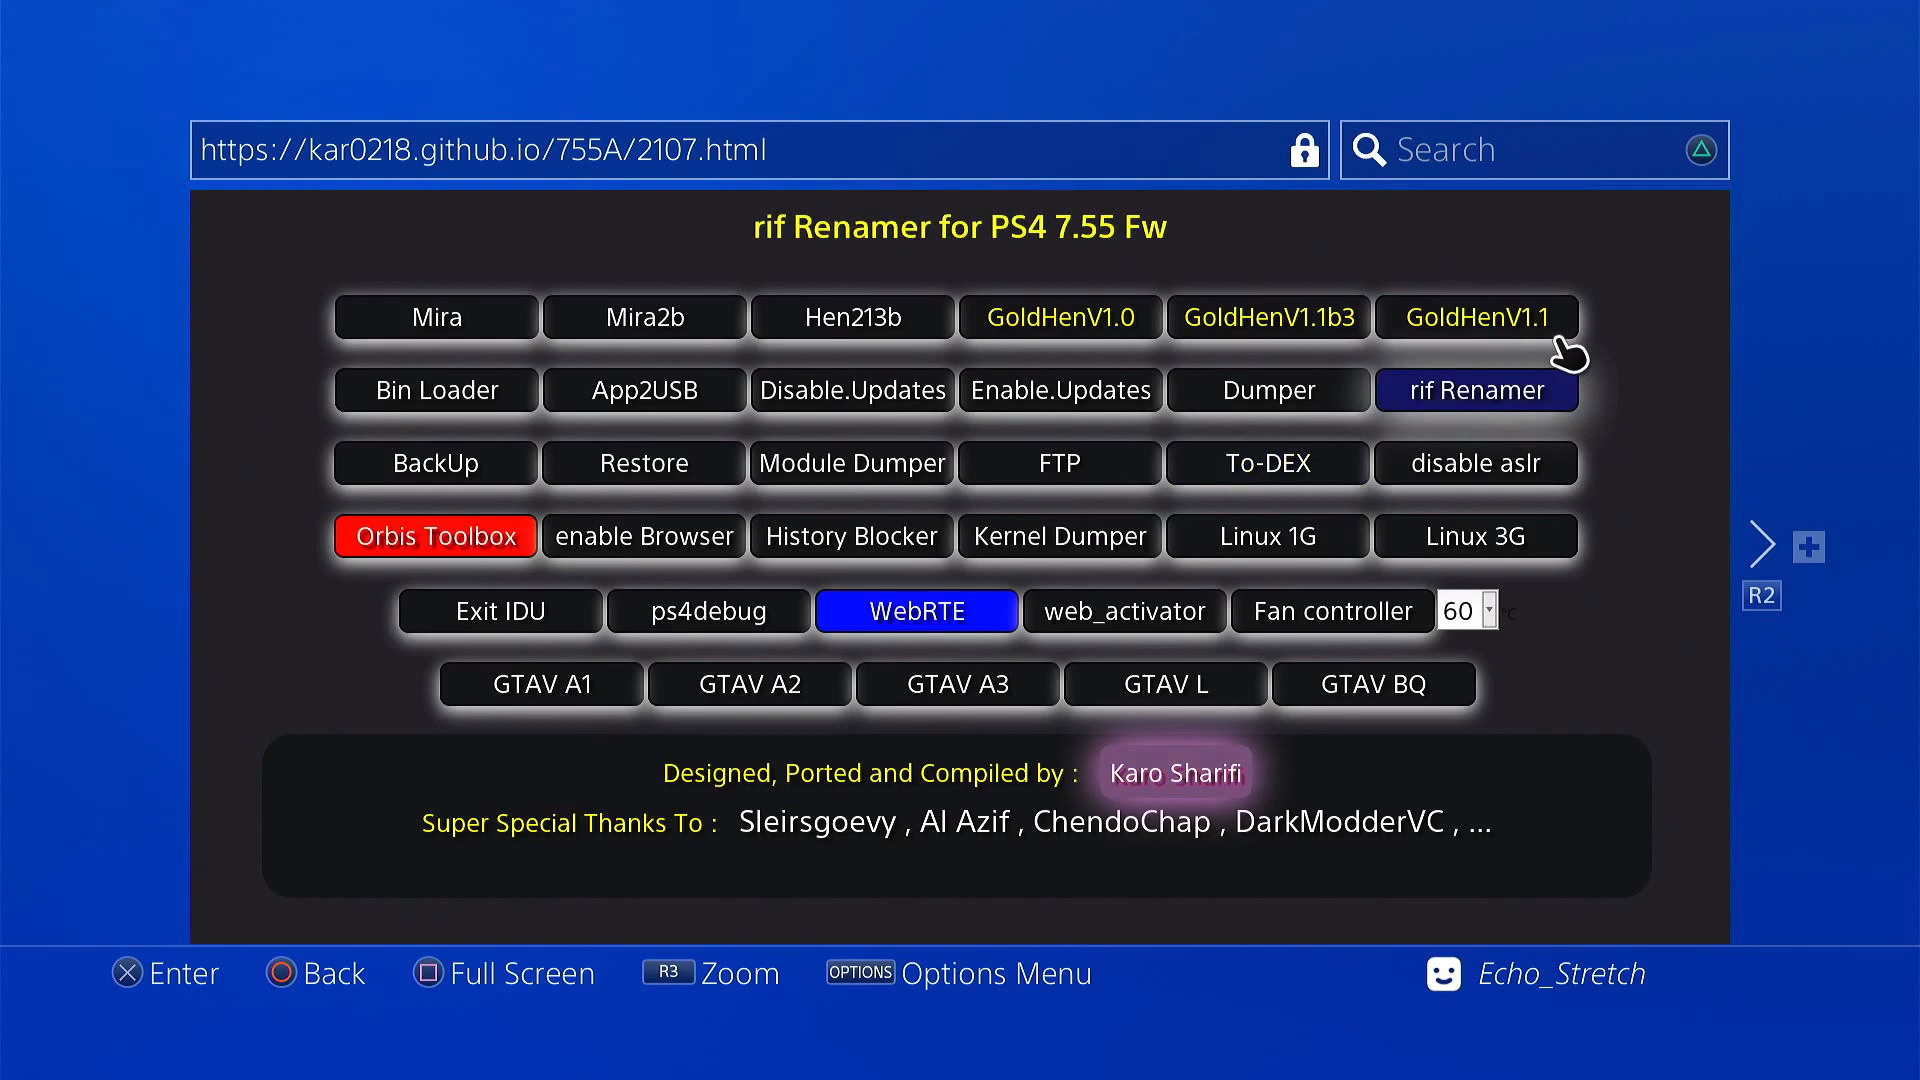 https://kar0218.github.io/755A/2107.html Search
rif Renamer for PS4 7.55 Fw
Mira Mira2b Hen213b GoldHenV1.0 GoldHenV1.1b3 GoldHenV1.1
Bin Loader App2USB Disable.Updates Enable.Updates Dumper rif Renamer
BackUp Restore Module Dumper FTP To-DEX disable aslr
Orbis Toolbox enable Browser History Blocker Kernel Dumper Linux 1G Linux 3G
R2
Exit IDU ps4debug WebRTE web_activator Fan controller 60 °C
GTAV A1 GTAV A2 GTAV A3 GTAV L GTAV BQ
Designed, Ported and Compiled by : Karo Sharifi
Super Special Thanks To : Sleirsgoevy , Al Azif , ChendoChap , DarkModderVC , ...
Enter Back Full Screen R3 Zoom OPTIONS Options Menu Echo_Stretch